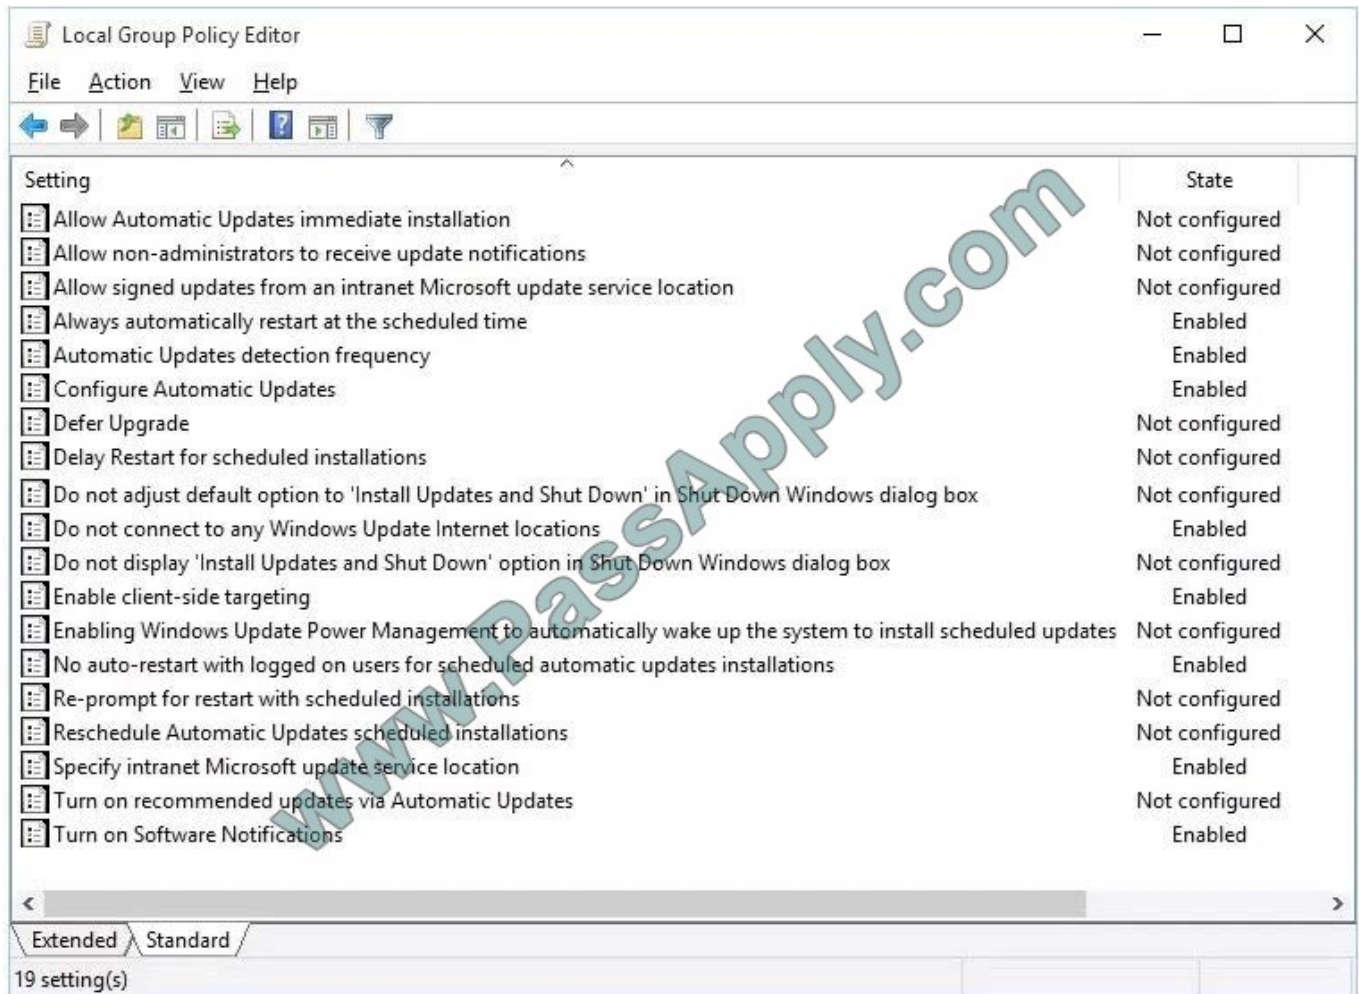 Local Group Policy Editor
File Action View Help
Setting State
Allow Automatic Updates immediate installation Not configured
Allow non-administrators to receive update notifications Not configured
Allow signed updates from an intranet Microsoft update service location Not configured
Always automatically restart at the scheduled time Enabled
Automatic Updates detection frequency Enabled
Configure Automatic Updates Enabled
Defer Upgrade Not configured
Delay Restart for scheduled installations Not configured
Do not adjust default option to 'Install Updates and Shut Down' in Shut Down Windows dialog box Not configured
Do not connect to any Windows Update Internet locations Enabled
Do not display 'Install Updates and Shut Down' option in Shut Down Windows dialog box Not configured
Enable client-side targeting Enabled
Enabling Windows Update Power Management to automatically wake up the system to install scheduled updates Not configured
No auto-restart with logged on users for scheduled automatic updates installations Enabled
Re-prompt for restart with scheduled installations Not configured
Reschedule Automatic Updates scheduled installations Not configured
Specify intranet Microsoft update service location Enabled
Turn on recommended updates via Automatic Updates Not configured
Turn on Software Notifications Enabled
www.PassApply.com
Extended Standard
19 setting(s)